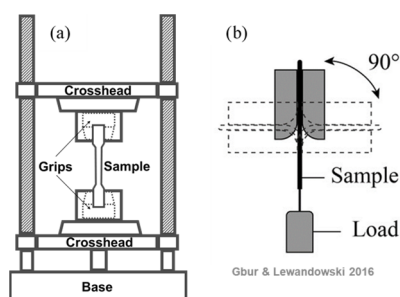 (a)
Crosshead
Grips
Sample
Crosshead
Base
(b)
90°
Sample
Load
Gbur & Lewandowski 2016